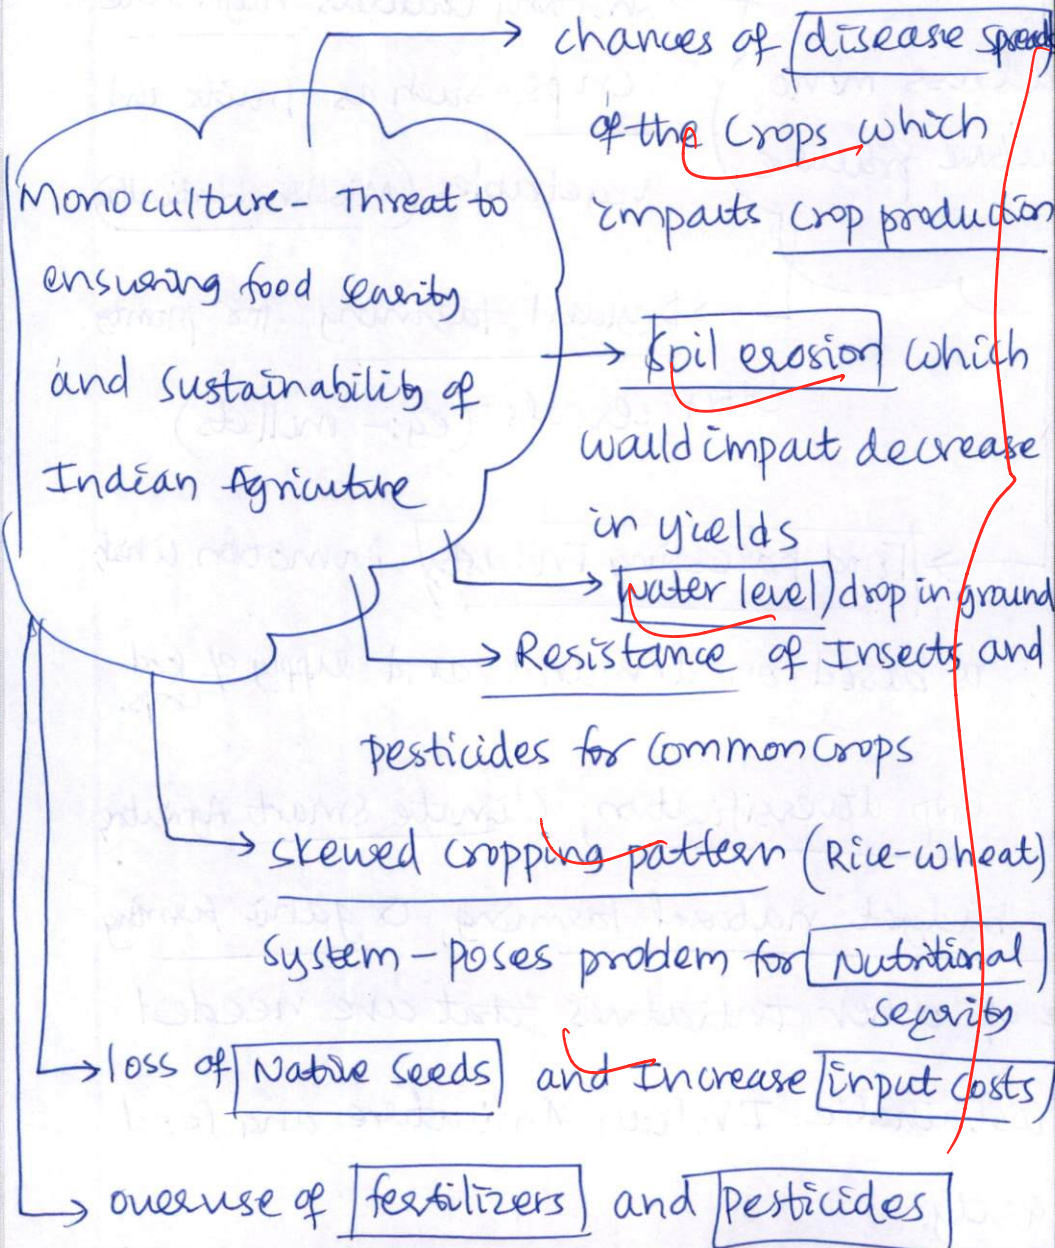 chances of disease spread
of the Crops which
impacts crop production
Monoculture - Threat to
ensuring food security
and sustainability of
Indian Agriculture
soil erosion which
would impact decrease
in yields
water level drop in ground
Resistance of Insects and
pesticides for common crops
skewed cropping pattern (Rice-wheat)
System - poses problem for Nutritional
security
loss of Native seeds and Increase input costs
overuse of fertilizers and pesticides